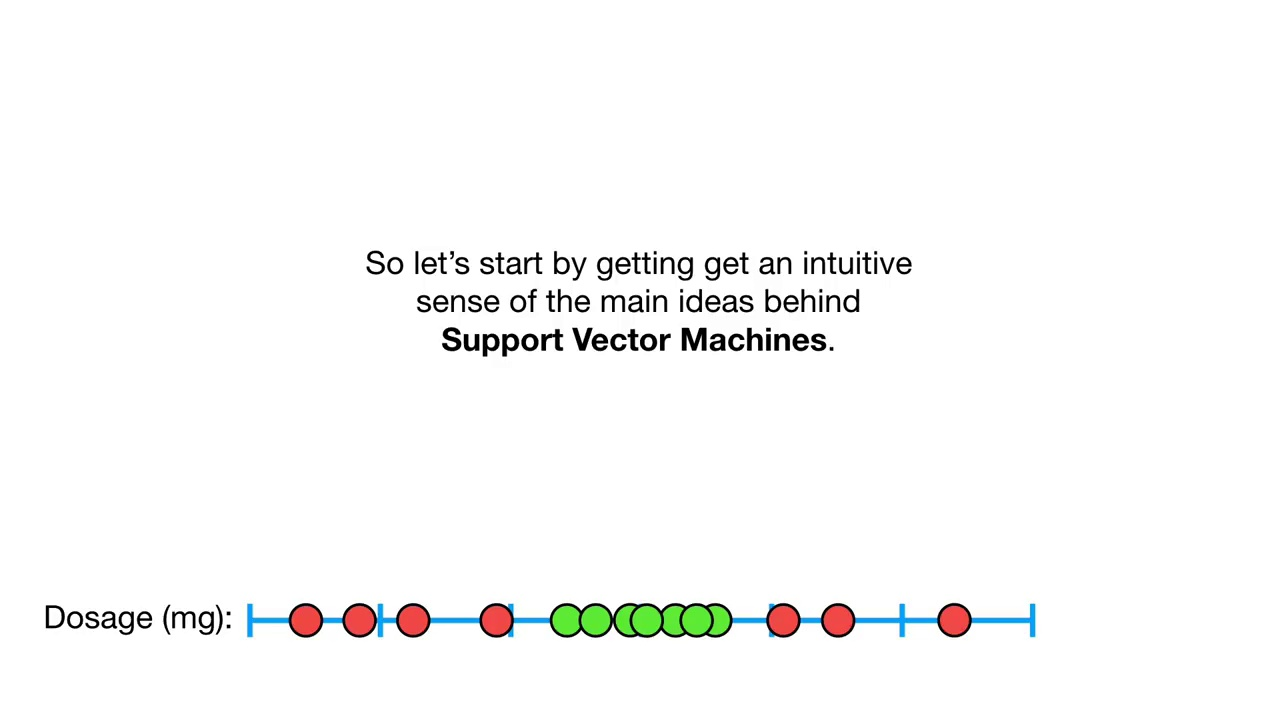 So let’s start by getting get an intuitive
sense of the main ideas behind
Support Vector Machines.
Dosage (mg):